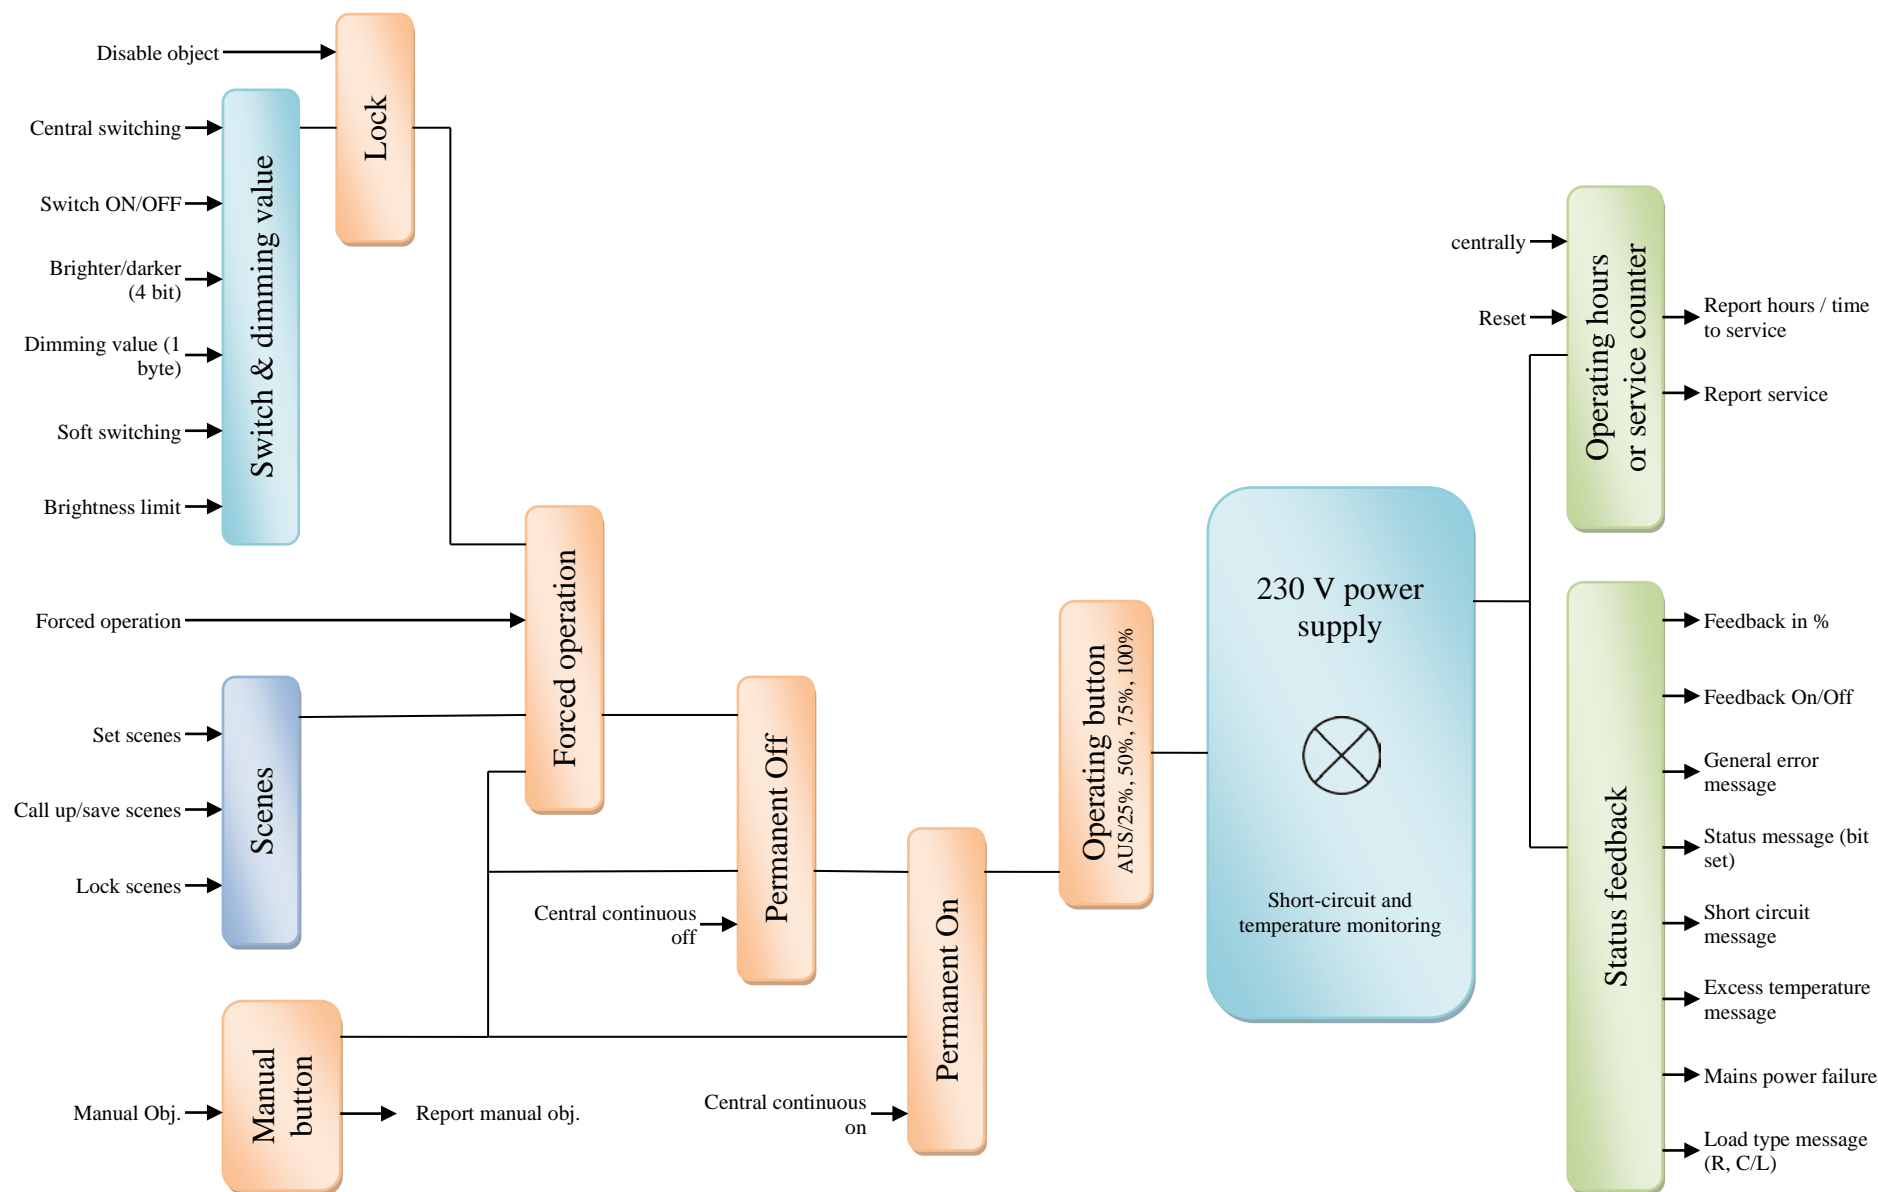 Disable object
Lock
Central switching
Switch ON/OFF
Brighter/darker
(4 bit)
Dimming value (1
byte)
Soft switching
Brightness limit
Switch & dimming value
Forced operation
Forced operation
Set scenes
Call up/save scenes
Lock scenes
Scenes
Manual Obj.
Manual
button
Report manual obj.
Permanent Off
Central continuous
off
Permanent On
Central continuous
on
Operating button
AUS/25%, 50%, 75%, 100%
230 V power
supply
Short-circuit and
temperature monitoring
centrally
Reset
Operating hours
or service counter
Report hours / time
to service
Report service
Status feedback
Feedback in %
Feedback On/Off
General error
message
Status message (bit
set)
Short circuit
message
Excess temperature
message
Mains power failure
Load type message
(R, C/L)